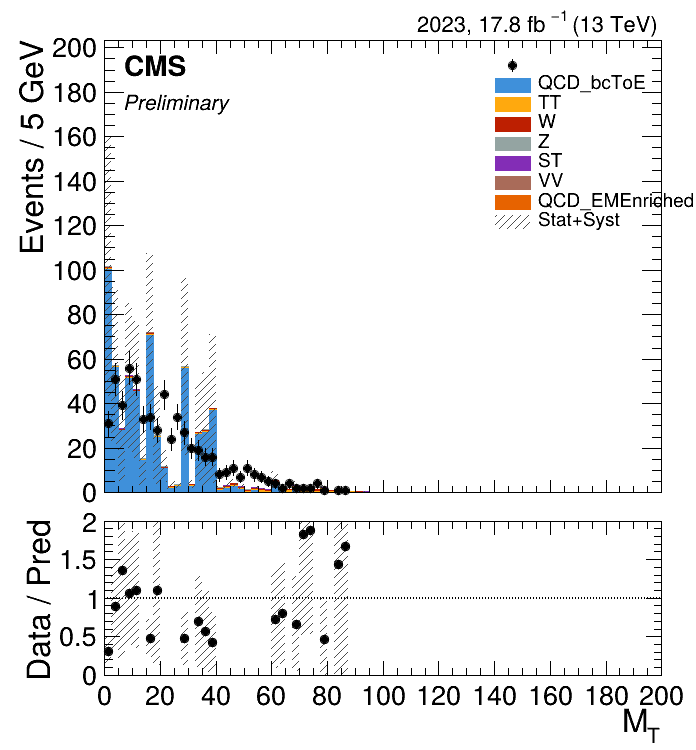 2023, 17.8 fb⁻¹ (13 TeV)
CMS
Preliminary
QCD_bcToE
TT
W
Z
ST
VV
QCD_EMEnriched
Stat+Syst
Events / 5 GeV
200
180
160
140
120
100
80
60
40
20
0
Data / Pred
2
1.5
1
0.5
0
0 20 40 60 80 100 120 140 160 180 200
M_T